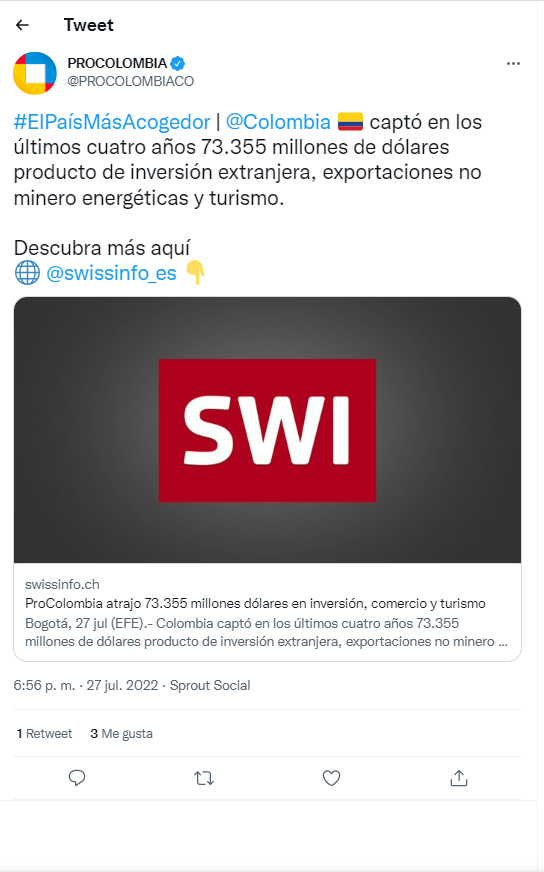 Tweet
PROCOLOMBIA
@PROCOLOMBIACO
#ElPaísMásAcogedor | @Colombia 🇨🇴 captó en los
últimos cuatro años 73.355 millones de dólares
producto de inversión extranjera, exportaciones no
minero energéticas y turismo.
Descubra más aquí
🌐 @swissinfo_es 👇
SWI
swissinfo.ch
ProColombia atrajo 73.355 millones dólares en inversión, comercio y turismo
Bogotá, 27 jul (EFE).- Colombia captó en los últimos cuatro años 73.355
millones de dólares producto de inversión extranjera, exportaciones no minero ...
6:56 p. m. · 27 jul. 2022 · Sprout Social
1 Retweet 3 Me gusta